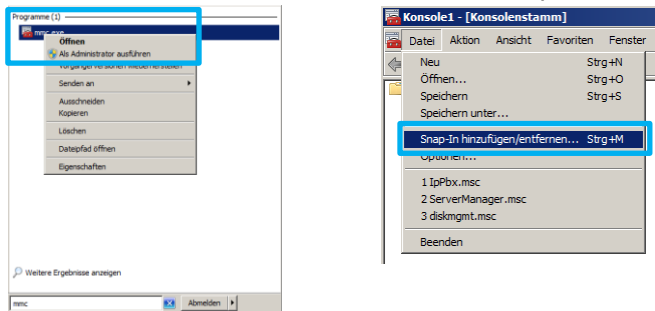 Programme (1)
mmc.exe
Öffnen
Als Administrator ausführen
Vorgängerversionen wiederherstellen
Senden an
Ausschneiden
Kopieren
Löschen
Dateipfad öffnen
Eigenschaften
Weitere Ergebnisse anzeigen
mmc
Abmelden
Konsole1 - [Konsolenstamm]
Datei Aktion Ansicht Favoriten Fenster
Neu Strg+N
Öffnen... Strg+O
Speichern Strg+S
Speichern unter...
Snap-In hinzufügen/entfernen... Strg+M
Optionen...
1 IpPbx.msc
2 ServerManager.msc
3 diskmgmt.msc
Beenden